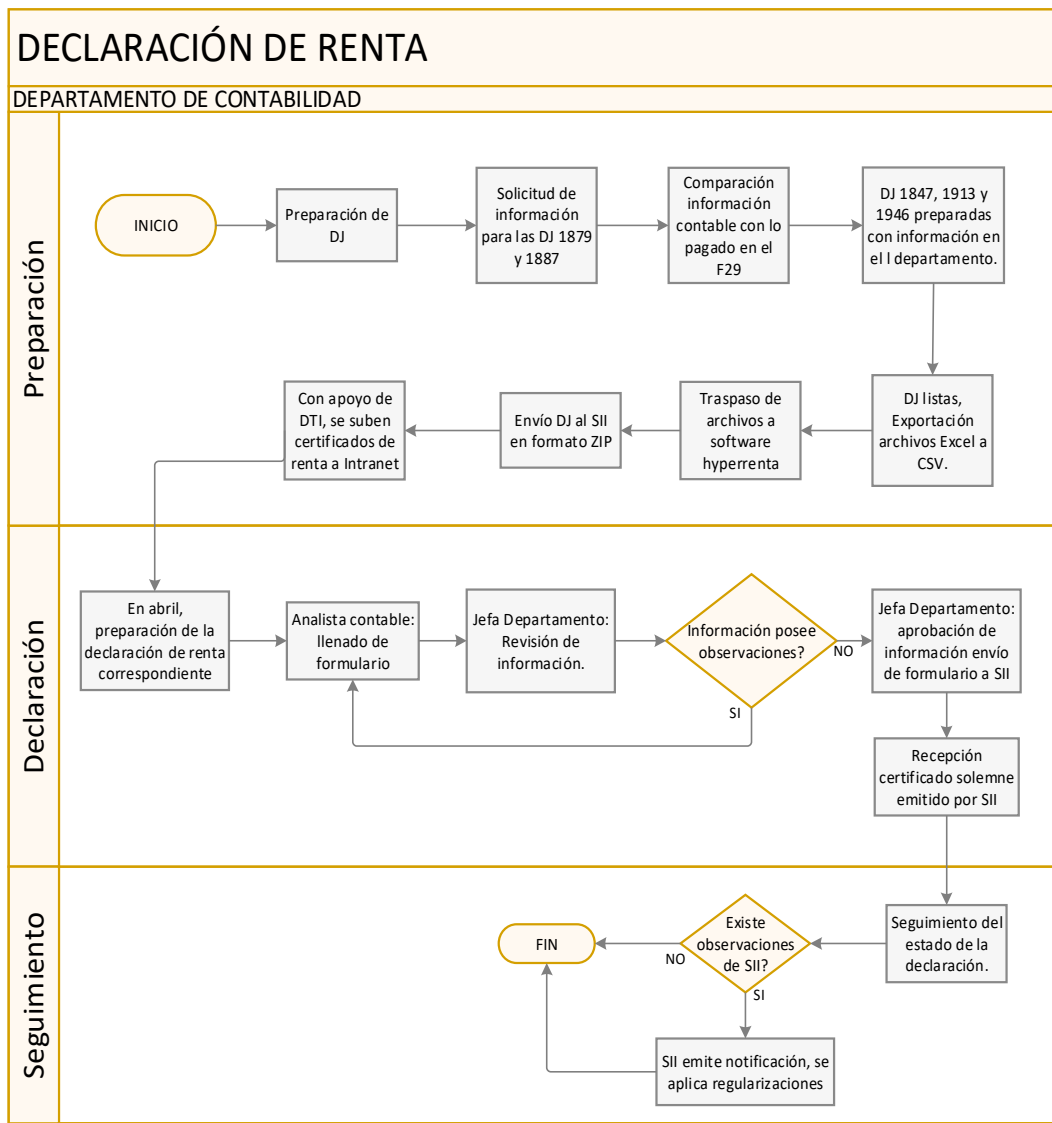 DECLARACIÓN DE RENTA
DEPARTAMENTO DE CONTABILIDAD
Preparación
INICIO
Preparación de
DJ
Solicitud de
información
para las DJ 1879
y 1887
Comparación
información
contable con lo
pagado en el
F29
DJ 1847, 1913 y
1946 preparadas
con información en
el l departamento.
DJ listas,
Exportación
archivos Excel a
CSV.
Traspaso de
archivos a
software
hyperrenta
Envío DJ al SII
en formato ZIP
Con apoyo de
DTI, se suben
certificados de
renta a Intranet
Declaración
En abril,
preparación de la
declaración de renta
correspondiente
Analista contable:
llenado de
formulario
Jefa Departamento:
Revisión de
información.
Información posee
observaciones?
NO
SI
Jefa Departamento:
aprobación de
información envío
de formulario a SII
Recepción
certificado solemne
emitido por SII
Seguimiento
Seguimiento del
estado de la
declaración.
Existe
observaciones
de SII?
NO
SI
FIN
SII emite notificación, se
aplica regularizaciones